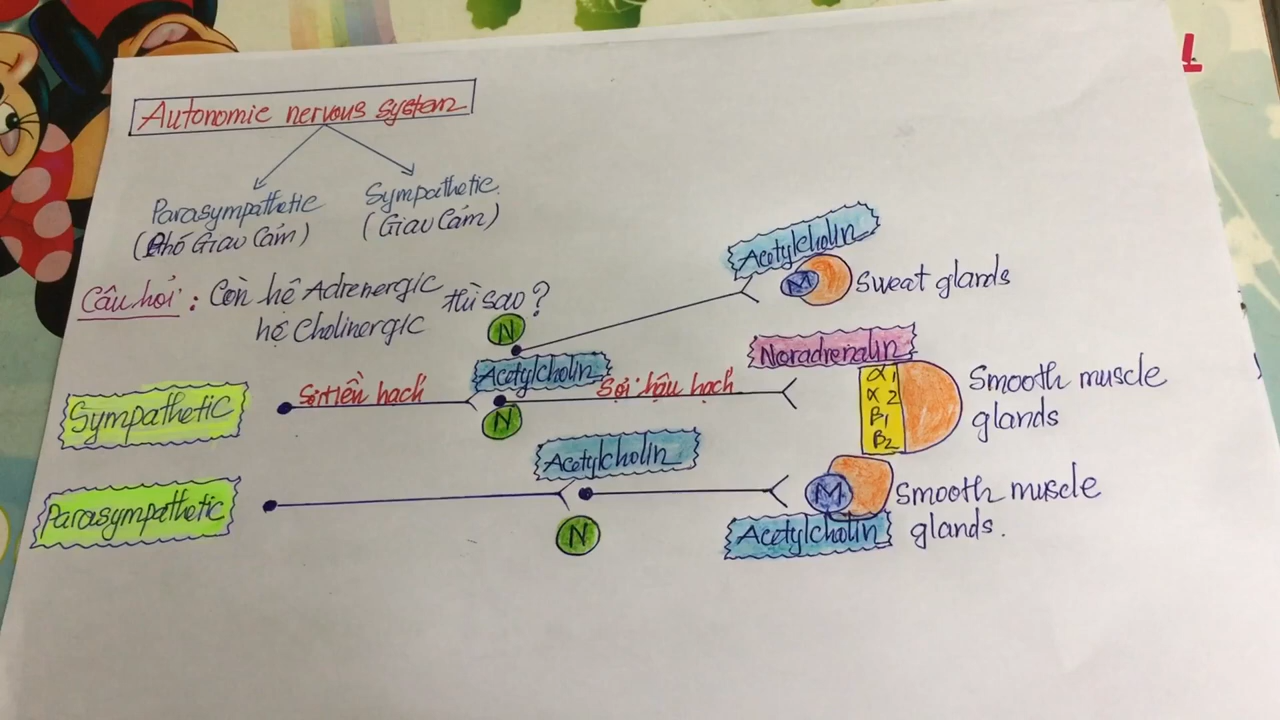 Autonomic nervous system
Parasympathetic
(Phó Giao Cảm)
Sympathetic.
(Giao Cảm)
Câu hỏi: Còn hệ Adrenergic thì sao?
hệ Cholinergic
Acetylcholin
M
Sweat glands
N
Acetylcholin
Noradrenalin
Sympathetic
Sợi tiền hạch
N
Sợi hậu hạch
α1
α2
β1
β2
Smooth muscle
glands
Acetylcholin
Parasympathetic
N
M
Acetylcholin
Smooth muscle
glands.
L